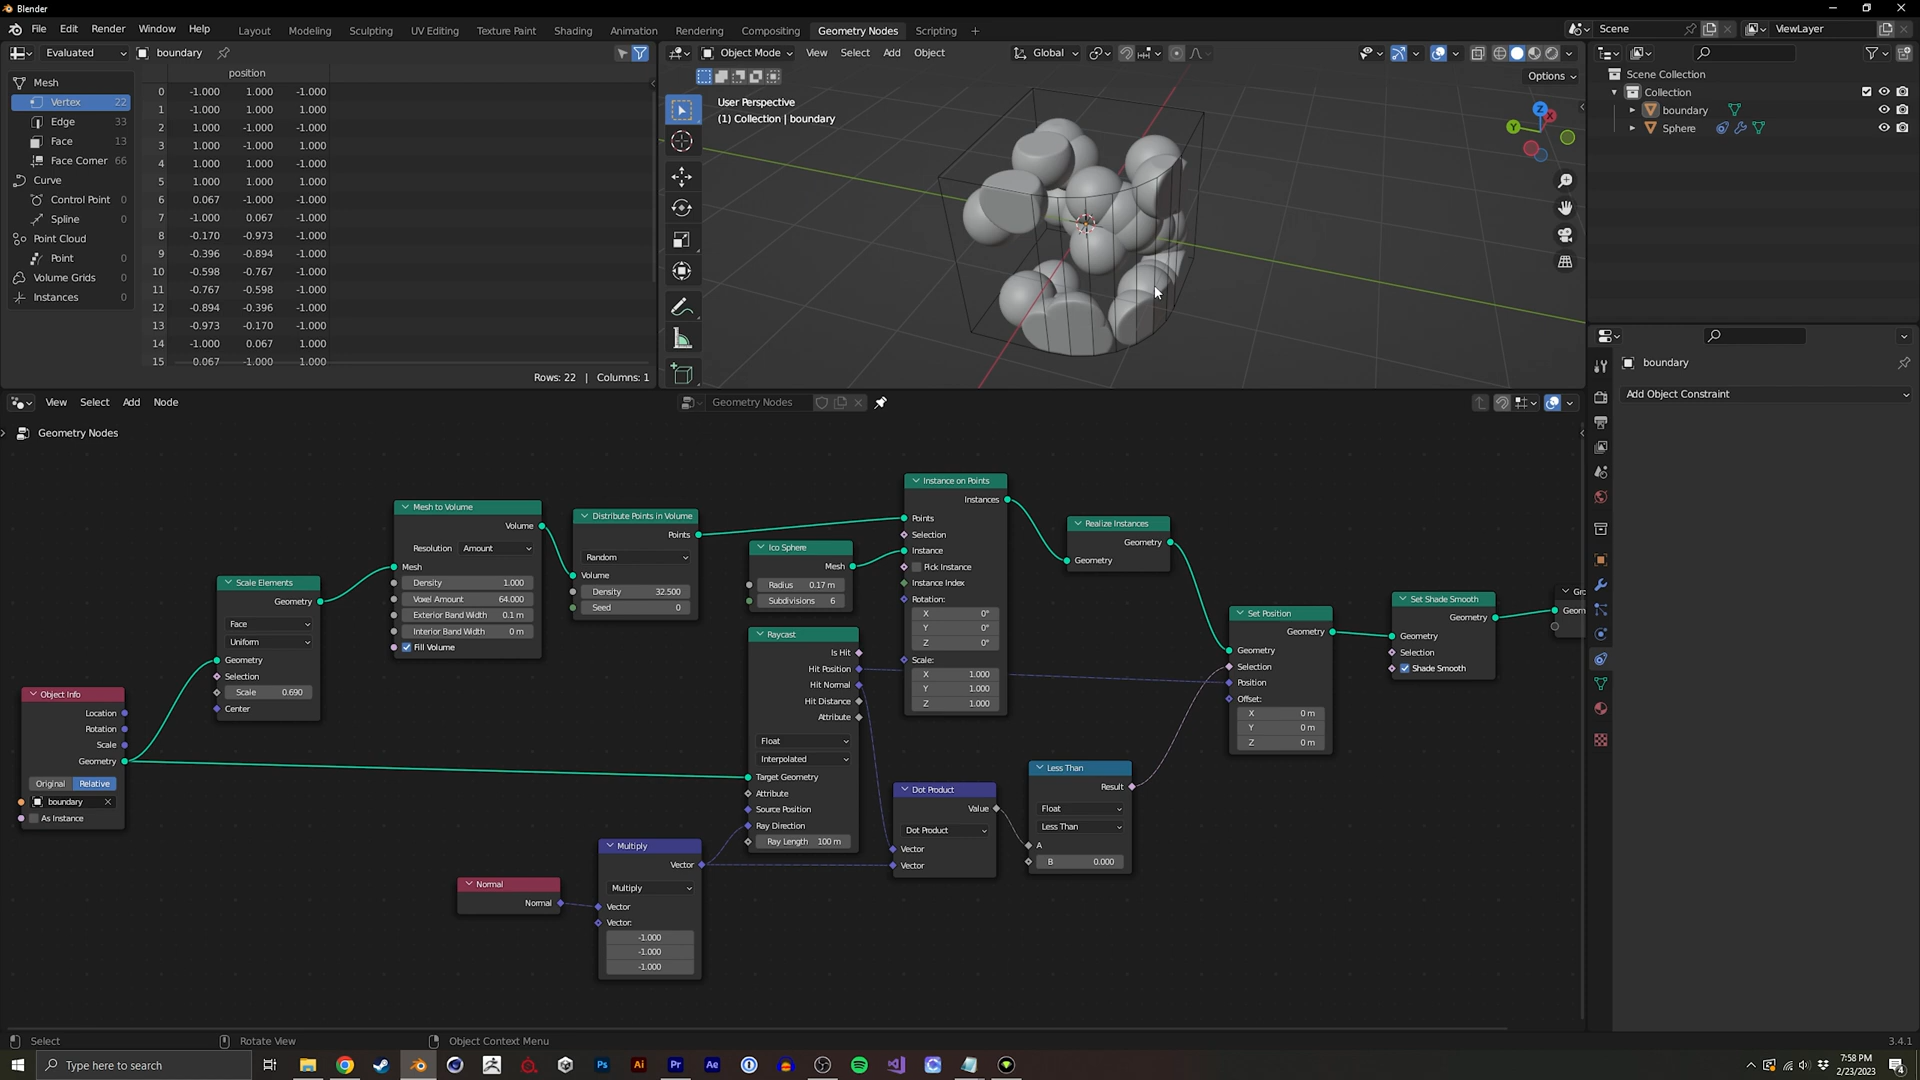 Blender
File Edit Render Window Help
Layout Modeling Sculpting UV Editing Texture Paint Shading Animation Rendering Compositing Geometry Nodes Scripting +
Scene
ViewLayer
Evaluated
boundary
Mesh
Vertex 22
Edge 33
Face 13
Face Corner 66
Curve
Control Point 0
Spline 0
Point Cloud
Point 0
Volume Grids 0
Instances 0
position
0 -1.000 1.000 -1.000
1 -1.000 1.000 1.000
2 1.000 -1.000 -1.000
3 1.000 -1.000 1.000
4 1.000 1.000 -1.000
5 1.000 1.000 1.000
6 0.067 -1.000 -1.000
7 -1.000 0.067 -1.000
8 -0.170 -0.973 -1.000
9 -0.396 -0.894 -1.000
10 -0.598 -0.767 -1.000
11 -0.767 -0.598 -1.000
12 -0.894 -0.396 -1.000
13 -0.973 -0.170 -1.000
14 -1.000 0.067 1.000
15 0.067 -1.000 1.000
Rows: 22 | Columns: 1
Object Mode View Select Add Object
Global
Options
User Perspective
(1) Collection | boundary
Z
X
Y
Scene Collection
Collection
boundary
Sphere
boundary
Add Object Constraint
View Select Add Node
Geometry Nodes
Geometry Nodes
Object Info
Location
Rotation
Scale
Geometry
Original Relative
boundary
As Instance
Scale Elements
Geometry
Face
Uniform
Geometry
Selection
Scale 0.690
Center
Mesh to Volume
Volume
Resolution Amount
Mesh
Density 1.000
Voxel Amount 64.000
Exterior Band Width 0.1 m
Interior Band Width 0 m
Fill Volume
Distribute Points in Volume
Points
Random
Volume
Density 32.500
Seed 0
Ico Sphere
Mesh
Radius 0.17 m
Subdivisions 6
Raycast
Is Hit
Hit Position
Hit Normal
Hit Distance
Attribute
Float
Interpolated
Target Geometry
Attribute
Source Position
Ray Direction
Ray Length 100 m
Normal
Normal
Multiply
Vector
Multiply
Vector
Vector:
-1.000
-1.000
-1.000
Instance on Points
Instances
Points
Selection
Instance
Pick Instance
Instance Index
Rotation:
X 0°
Y 0°
Z 0°
Scale:
X 1.000
Y 1.000
Z 1.000
Dot Product
Value
Dot Product
Vector
Vector
Less Than
Result
Float
Less Than
A
B 0.000
Realize Instances
Geometry
Geometry
Set Position
Geometry
Geometry
Selection
Position
Offset:
X 0 m
Y 0 m
Z 0 m
Set Shade Smooth
Geometry
Geometry
Selection
Shade Smooth
Gro
Geom
Select
Rotate View
Object Context Menu
3.4.1
Type here to search
Ps
Ai
Pr
Ae
7:58 PM
2/23/2023
4